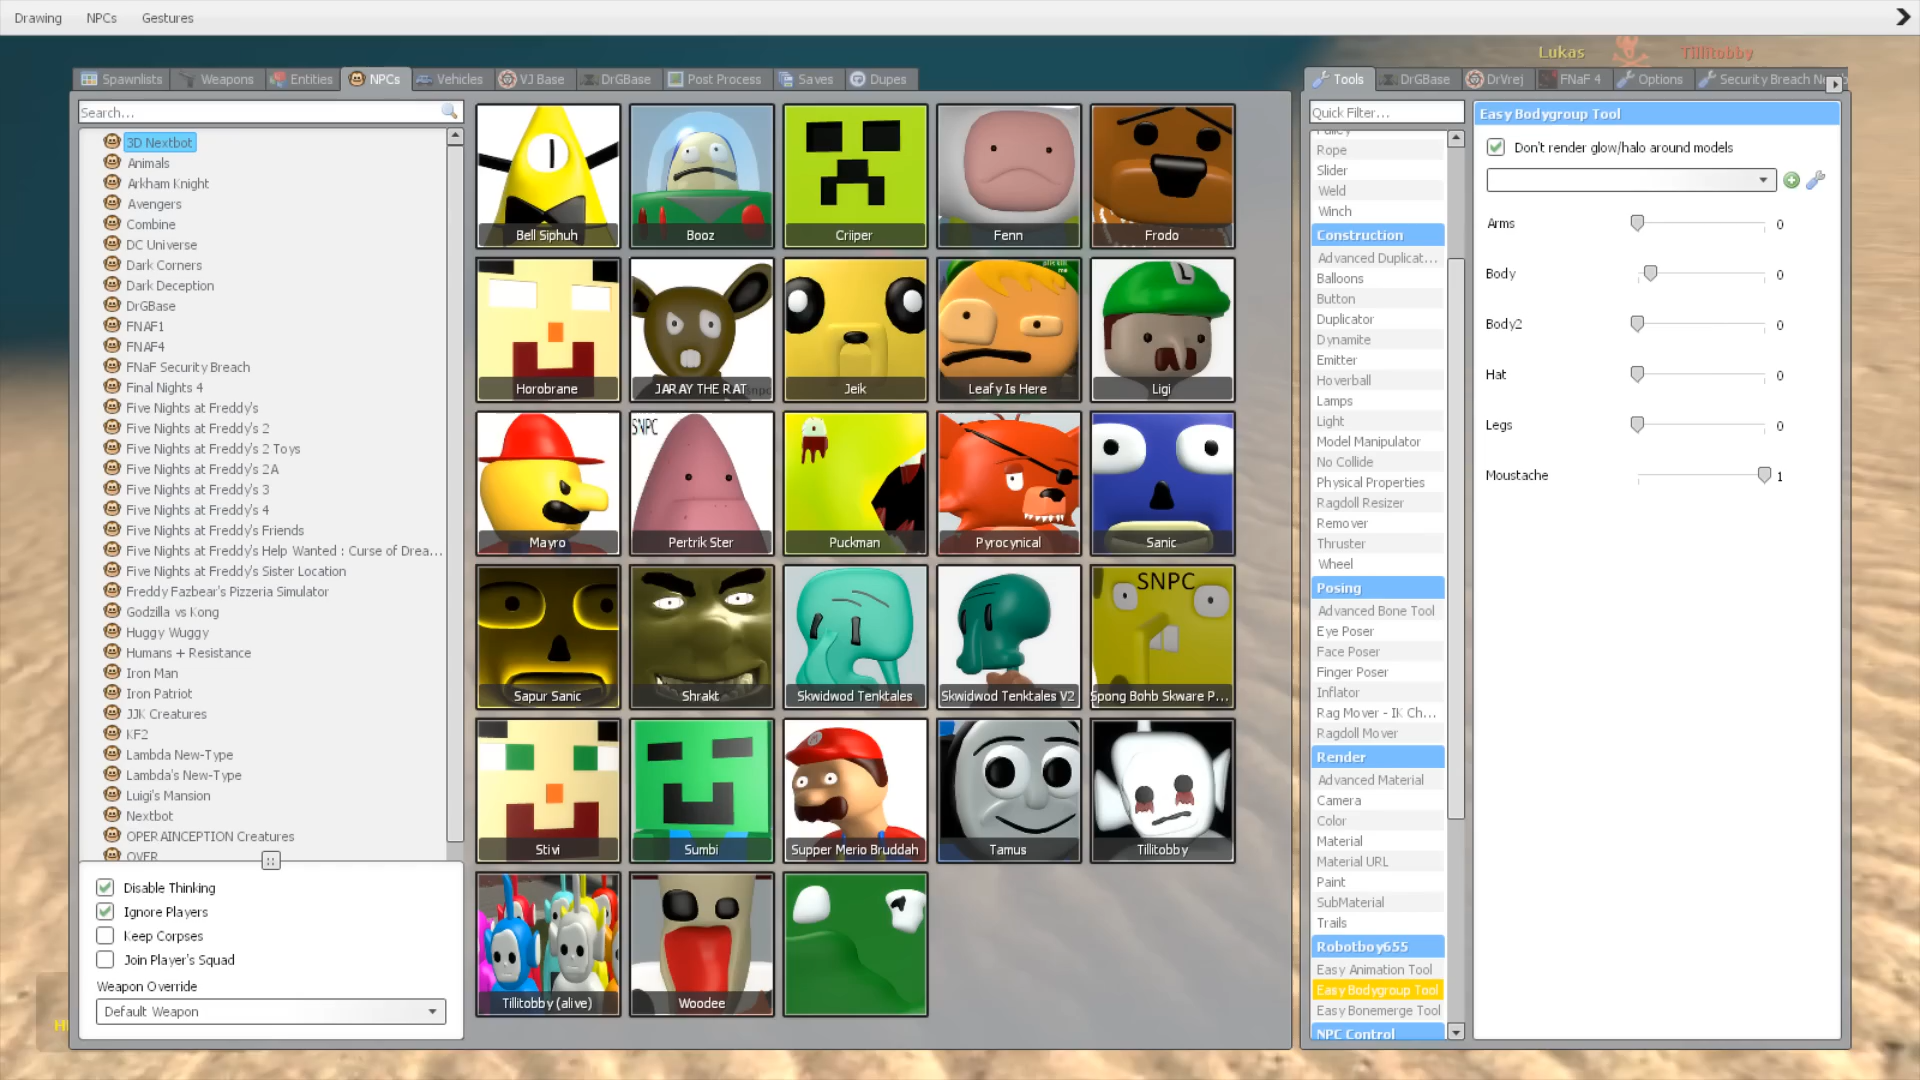 Drawing NPCs Gestures
Lukas Tillitobby
Spawnlists Weapons Entities NPCs Vehicles VJ Base DrGBase Post Process Saves Dupes
Search...
3D Nextbot
Animals
Arkham Knight
Avengers
Combine
DC Universe
Dark Corners
Dark Deception
DrGBase
FNAF1
FNAF4
FNaF Security Breach
Final Nights 4
Five Nights at Freddy's
Five Nights at Freddy's 2
Five Nights at Freddy's 2 Toys
Five Nights at Freddy's 2A
Five Nights at Freddy's 3
Five Nights at Freddy's 4
Five Nights at Freddy's Friends
Five Nights at Freddy's Help Wanted : Curse of Drea...
Five Nights at Freddy's Sister Location
Freddy Fazbear's Pizzeria Simulator
Godzilla vs Kong
Huggy Wuggy
Humans + Resistance
Iron Man
Iron Patriot
JJK Creatures
KF2
Lambda New-Type
Lambda's New-Type
Luigi's Mansion
Nextbot
OPER AINCEPTION Creatures
OVER
Disable Thinking
Ignore Players
Keep Corpses
Join Player's Squad
Weapon Override
Default Weapon
Bell Siphuh Booz Criiper Fenn Frodo
L
Horobrane JARAY THE RAT Jeik Leafy Is Here Ligi
SNPC
Mayro Pertrik Ster Puckman Pyrocynical Sanic
SNPC
Sapur Sanic Shrakt Skwidwod Tenktales Skwidwod Tenktales V2 Spong Bohb Skware P...
Stivi Sumbi Supper Merio Bruddah Tamus Tillitobby
Tillitobby (alive) Woodee
Tools DrGBase DrVrej FNaF 4 Options Security Breach
Quick Filter...
Pulley
Rope
Slider
Weld
Winch
Construction
Advanced Duplicat...
Balloons
Button
Duplicator
Dynamite
Emitter
Hoverball
Lamps
Light
Model Manipulator
No Collide
Physical Properties
Ragdoll Resizer
Remover
Thruster
Wheel
Posing
Advanced Bone Tool
Eye Poser
Face Poser
Finger Poser
Inflator
Rag Mover - IK Ch...
Ragdoll Mover
Render
Advanced Material
Camera
Color
Material
Material URL
Paint
SubMaterial
Trails
Robotboy655
Easy Animation Tool
Easy Bodygroup Tool
Easy Bonemerge Tool
NPC Control
Easy Bodygroup Tool
Don't render glow/halo around models
Arms 0
Body 0
Body2 0
Hat 0
Legs 0
Moustache 1